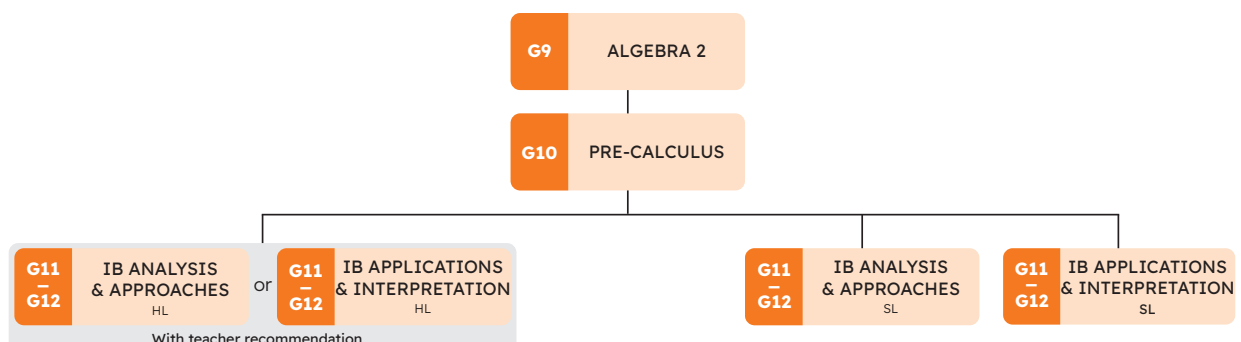 G9
ALGEBRA 2
G10
PRE-CALCULUS
G11
–
G12
IB ANALYSIS
& APPROACHES
HL
or
G11
–
G12
IB APPLICATIONS
& INTERPRETATION
HL
With teacher recommendation
G11
–
G12
IB ANALYSIS
& APPROACHES
SL
G11
–
G12
IB APPLICATIONS
& INTERPRETATION
SL